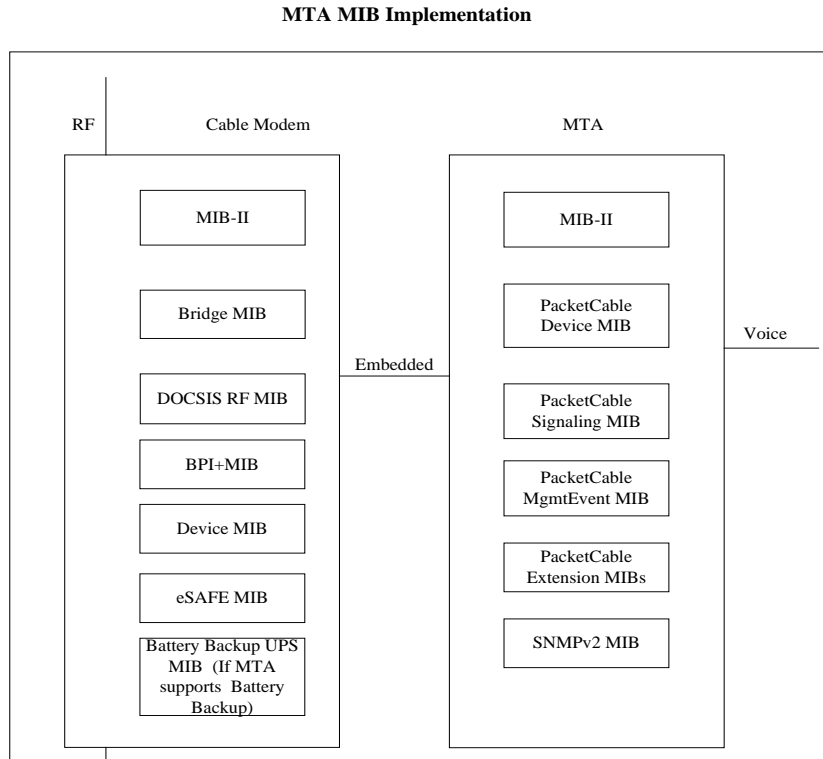 MTA MIB Implementation
RF
Cable Modem
MTA
MIB-II
Bridge MIB
DOCSIS RF MIB
BPI+MIB
Device MIB
eSAFE MIB
Battery Backup UPS
MIB (If MTA
supports Battery
Backup)
Embedded
MIB-II
PacketCable
Device MIB
PacketCable
Signaling MIB
PacketCable
MgmtEvent MIB
PacketCable
Extension MIBs
SNMPv2 MIB
Voice